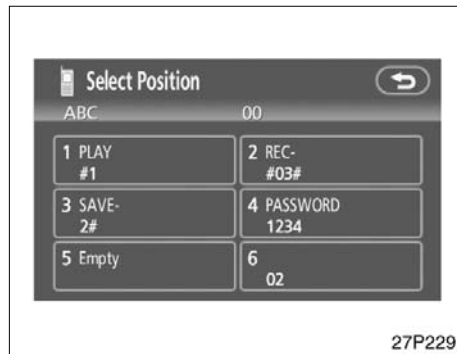 Select Position
ABC 00
1 PLAY
#1
2 REC-
#03#
3 SAVE-
2#
4 PASSWORD
1234
5 Empty
6
02
27P229